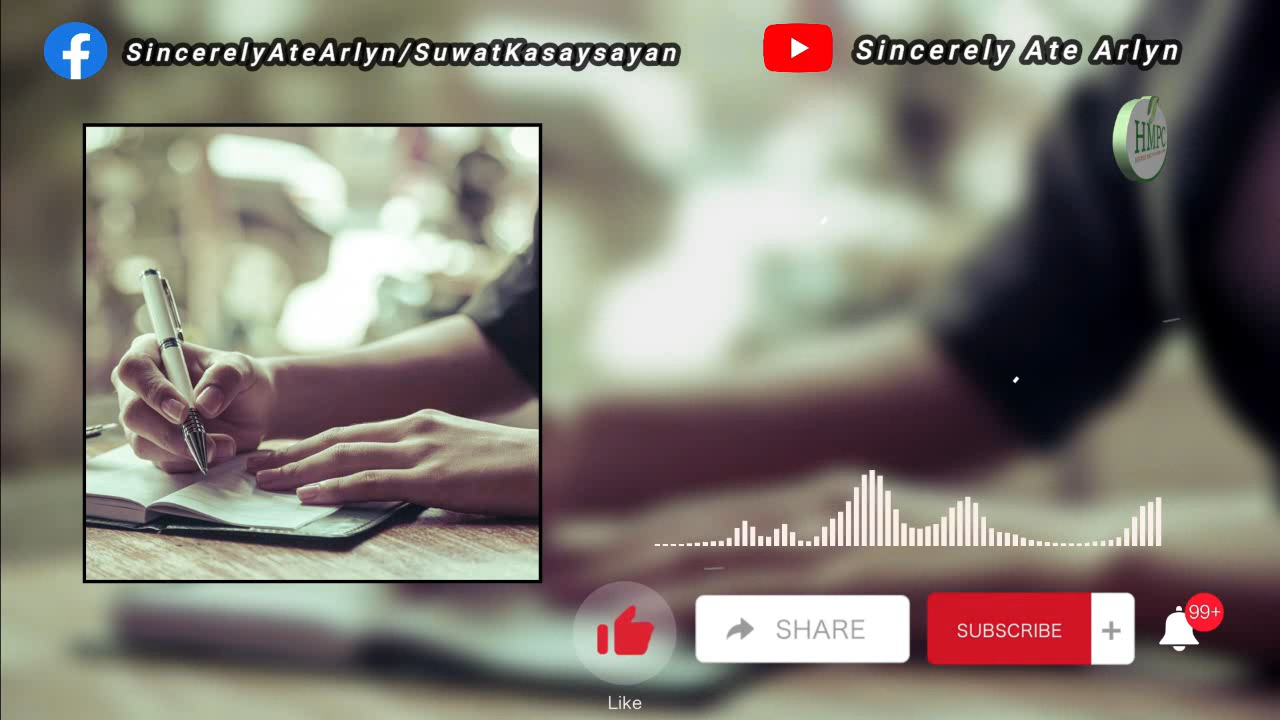 SincerelyAteArlyn/SuwatKasaysayan
Sincerely Ate Arlyn
HMPC
SHARE
SUBSCRIBE
99+
Like